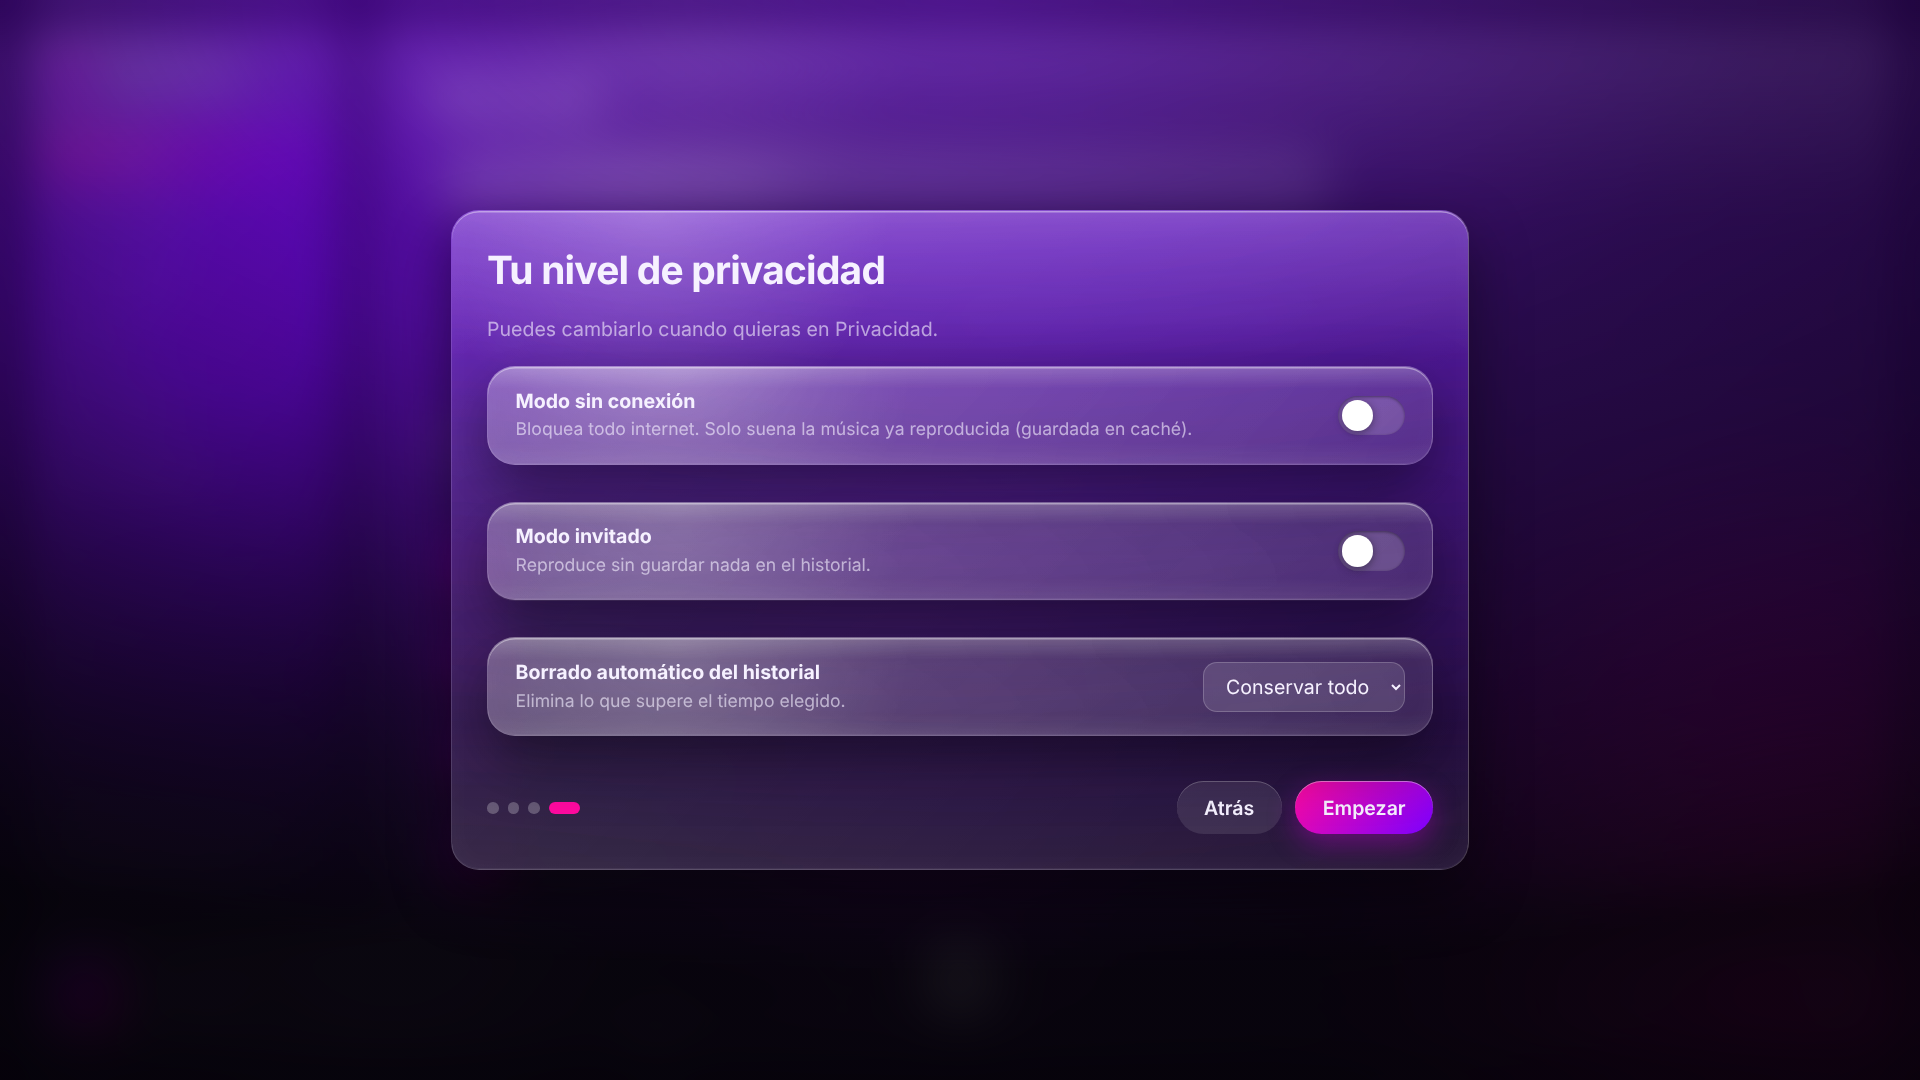 Tu nivel de privacidad
Puedes cambiarlo cuando quieras en Privacidad.
Modo sin conexión
Bloquea todo internet. Solo suena la música ya reproducida (guardada en caché).
Modo invitado
Reproduce sin guardar nada en el historial.
Borrado automático del historial
Elimina lo que supere el tiempo elegido.
Conservar todo
Atrás
Empezar